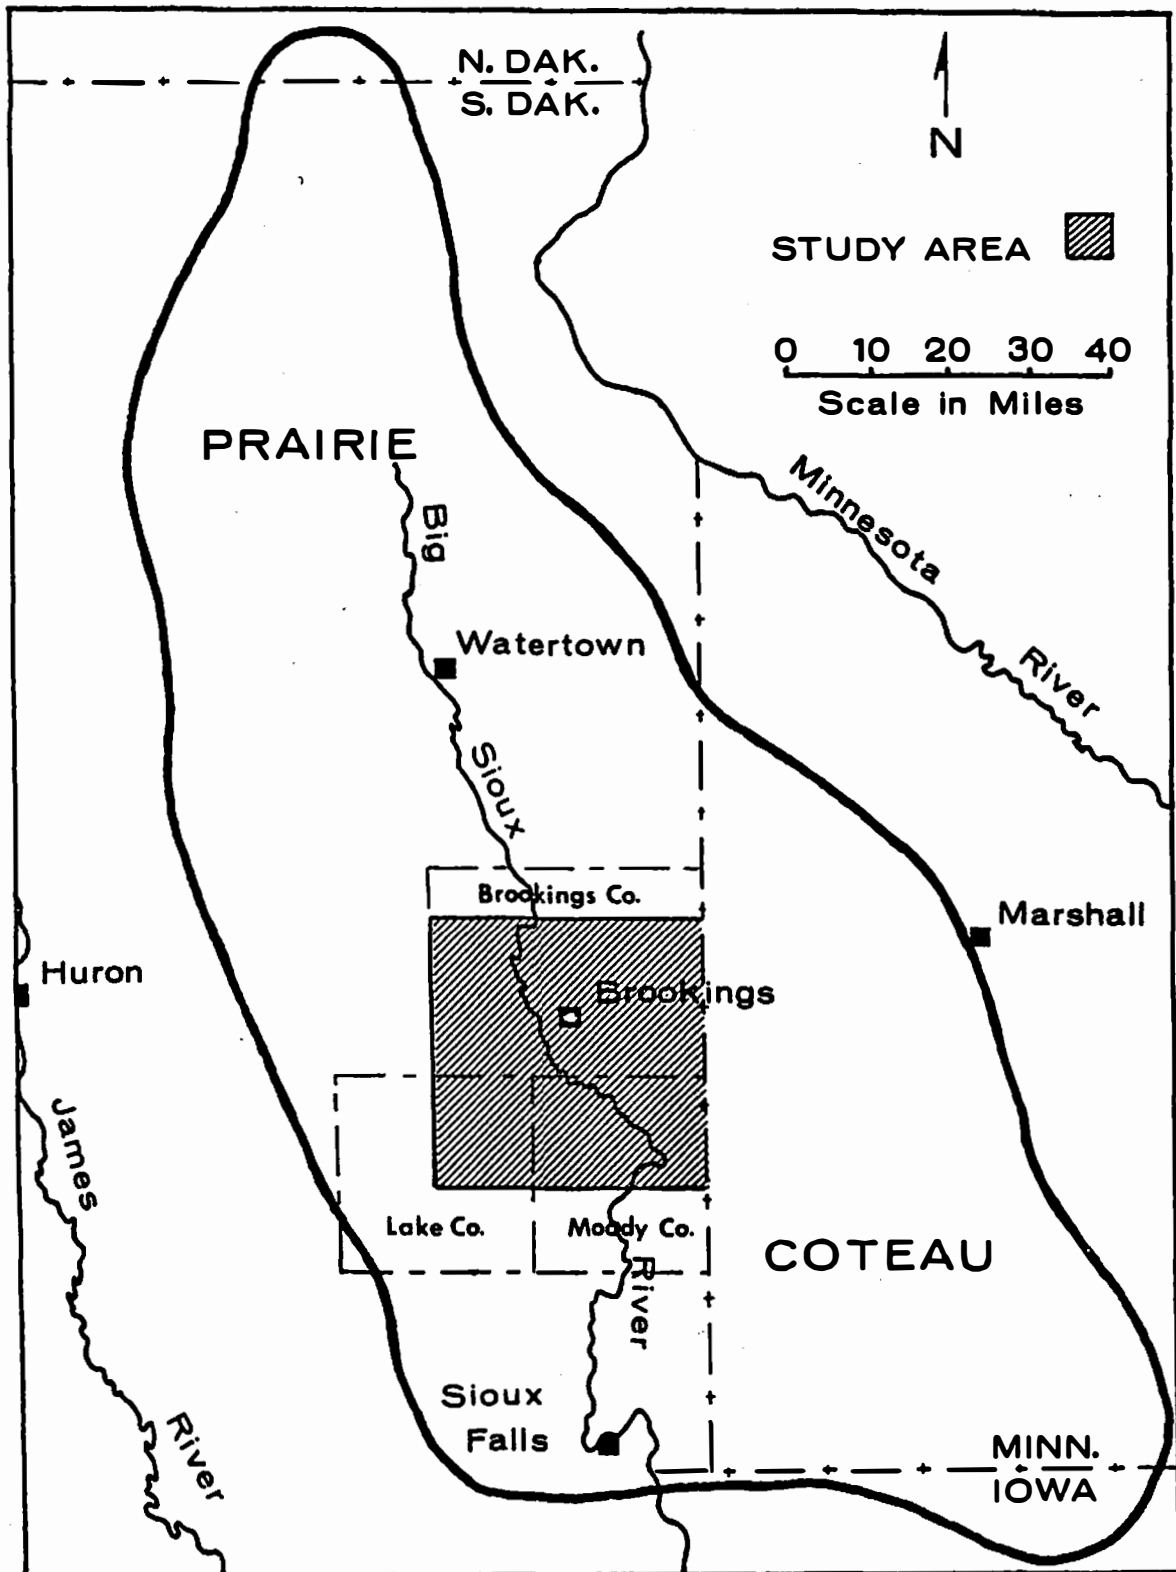 N. DAK.
S. DAK.
N
STUDY AREA
0 10 20 30 40
Scale in Miles
PRAIRIE
Big
Minnesota
Watertown
River
Sioux
Brookings Co.
Marshall
Huron
Brookings
James
Lake Co.
Moody Co.
COTEAU
River
Sioux
Falls
River
MINN.
IOWA